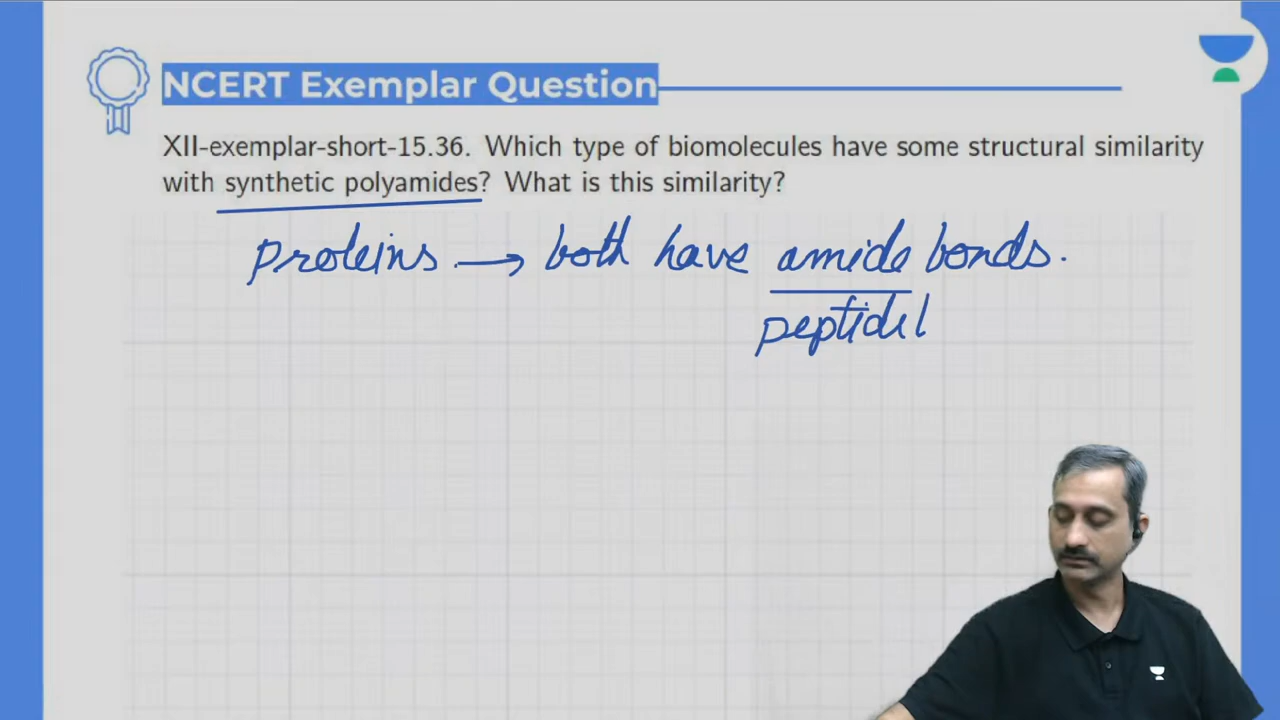 NCERT Exemplar Question
XII-exemplar-short-15.36. Which type of biomolecules have some structural similarity
with synthetic polyamides? What is this similarity?
Proteins → both have amide bonds.
peptide